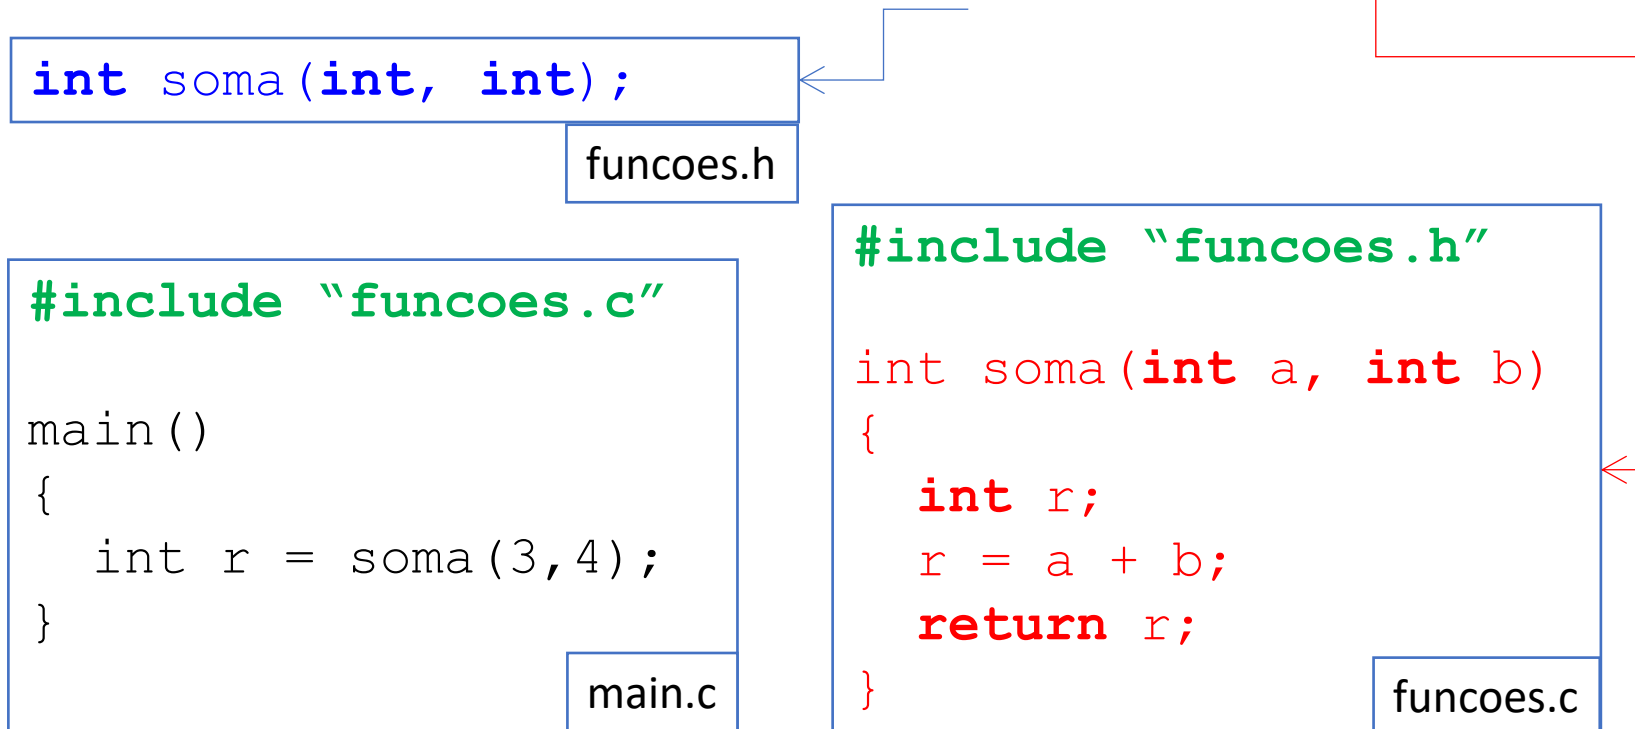 int soma(int, int);
funcoes.h
#include “funcoes.c”
main()
{
int r = soma(3,4);
}
main.c
#include “funcoes.h”
int soma(int a, int b)
{
int r;
r = a + b;
return r;
}
funcoes.c